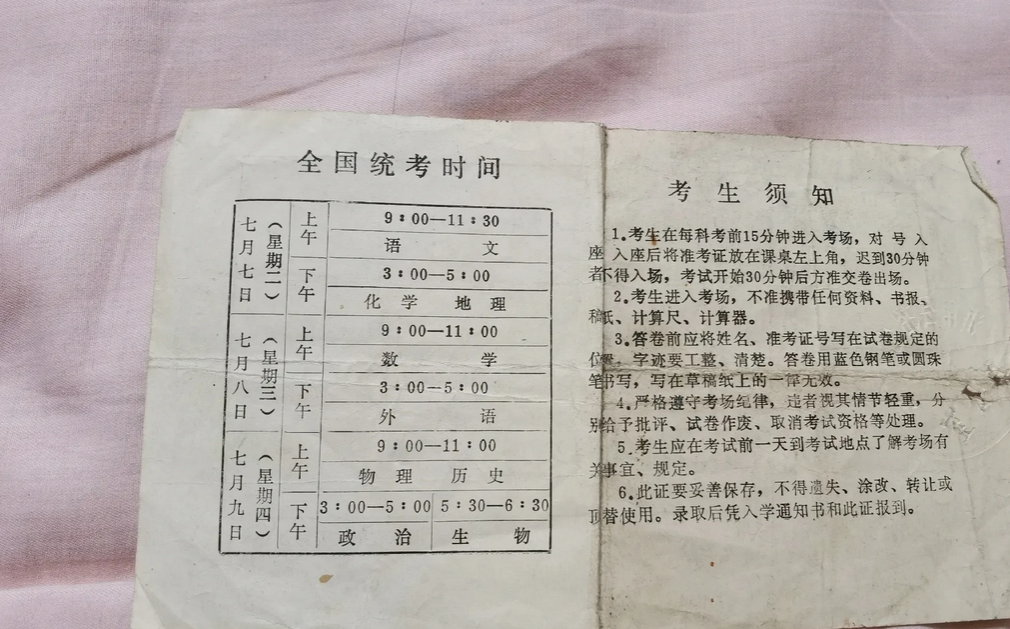 全国统考时间
七月七日 （星期二） 上午 9：00—11：30
语 文
下午 3：00—5：00
化学 地理
七月八日 （星期三） 上午 9：00—11：00
数 学
下午 3：00—5：00
外 语
七月九日 （星期四） 上午 9：00—11：00
物理 历史
下午 3：00—5：00 5：30—6：30
政 治 生 物
考生须知
1.考生在每科考前15分钟进入考场，对号入
座 入座后将准考证放在课桌左上角，迟到30分钟
者不得入场，考试开始30分钟后方准交卷出场。
2.考生进入考场，不准携带任何资料、书报、
稿纸、计算尺、计算器。
3.答卷前应将姓名、准考证号写在试卷规定的
位置，字迹要工整、清楚。答卷用蓝色钢笔或圆珠
笔书写，写在草稿纸上的一律无效。
4.严格遵守考场纪律，违者视其情节轻重，分
别给予批评、试卷作废、取消考试资格等处理。
5.考生应在考试前一天到考试地点了解考场有
关事宜、规定。
6.此证要妥善保存，不得遗失、涂改、转让或
顶替使用。录取后凭入学通知书和此证报到。